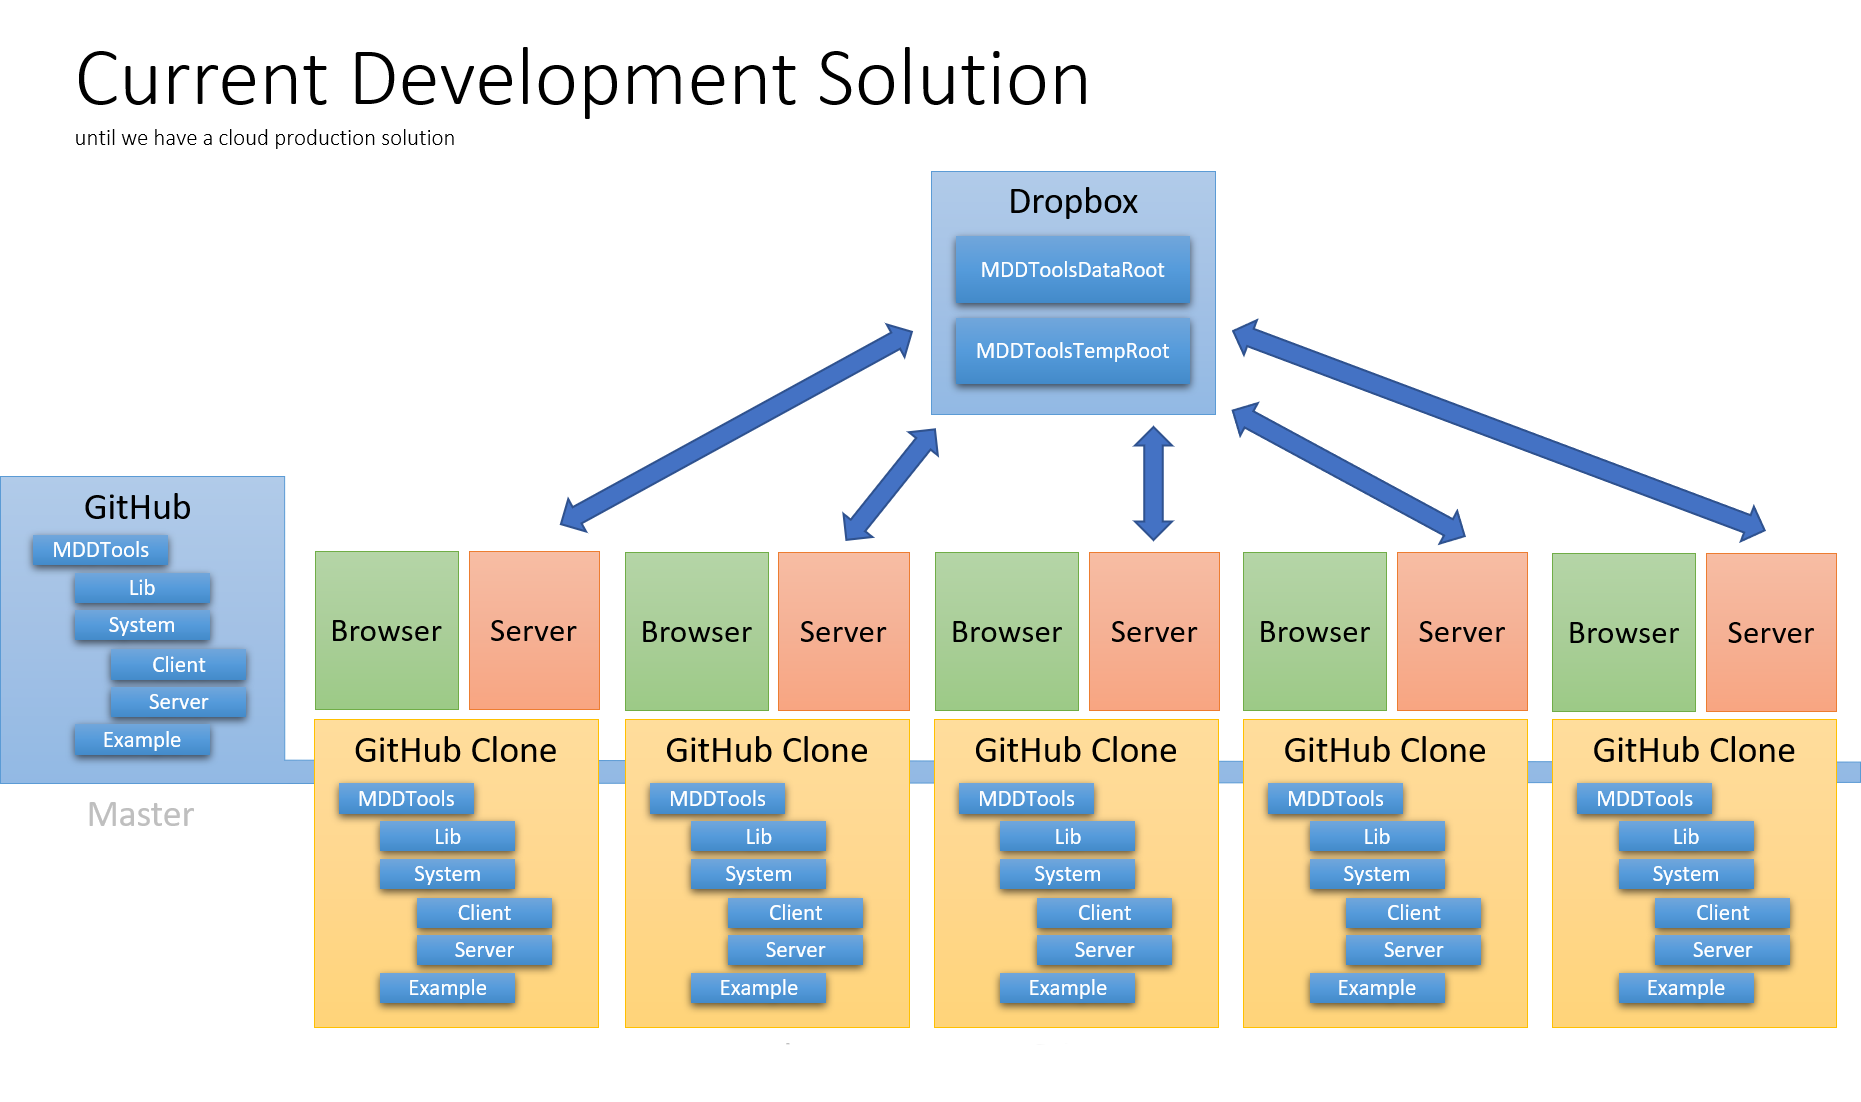 Current Development Solution
until we have a cloud production solution
Dropbox
MDDToolsDataRoot
MDDToolsTempRoot
GitHub
MDDTools
Lib
System
Client
Server
Example
Master
Browser
Server
Browser
Server
Browser
Server
Browser
Server
Browser
Server
GitHub Clone
MDDTools
Lib
System
Client
Server
Example
GitHub Clone
MDDTools
Lib
System
Client
Server
Example
GitHub Clone
MDDTools
Lib
System
Client
Server
Example
GitHub Clone
MDDTools
Lib
System
Client
Server
Example
GitHub Clone
MDDTools
Lib
System
Client
Server
Example